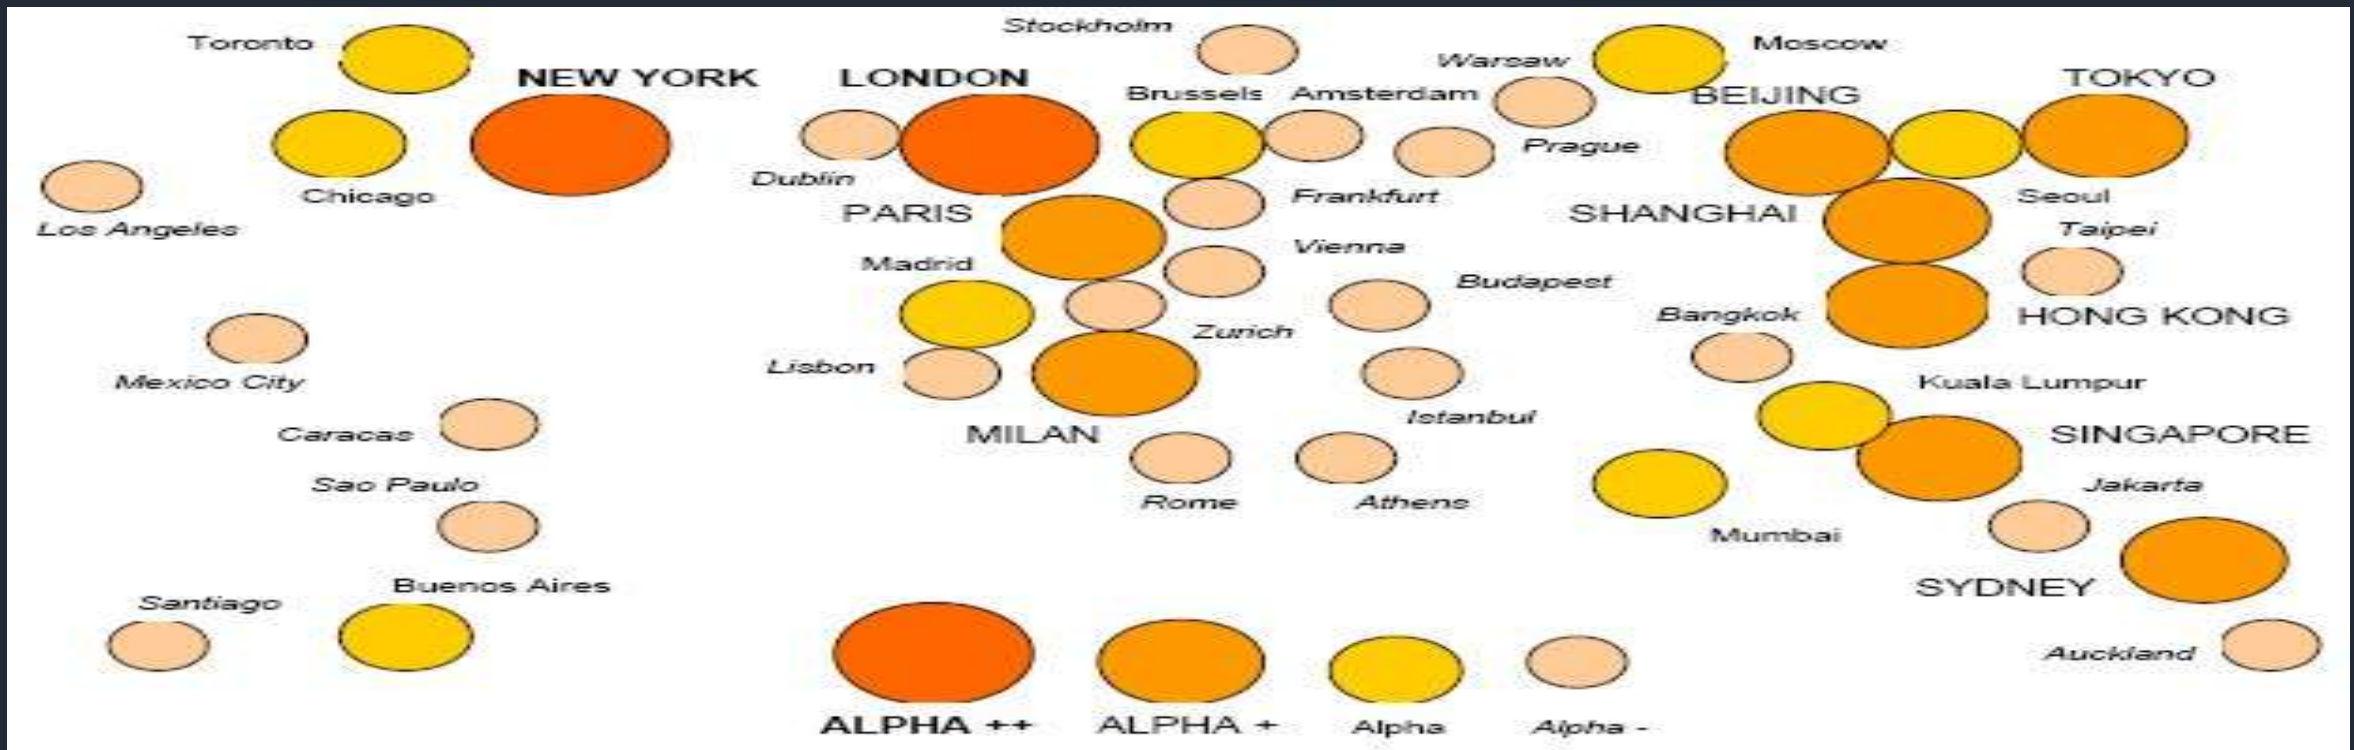 Stockholm
Toronto
Moscow
Warsaw
NEW YORK
LONDON
TOKYO
Brussels
Amsterdam
BEIJING
Prague
Dublin
Chicago
Frankfurt
Seoul
PARIS
SHANGHAI
Los Angeles
Taipei
Vienna
Madrid
Budapest
Bangkok
HONG KONG
Zurich
Lisbon
Mexico City
Kuala Lumpur
Istanbul
Caracas
MILAN
SINGAPORE
Sao Paulo
Jakarta
Rome
Athens
Mumbai
Buenos Aires
SYDNEY
Santiago
Auckland
ALPHA ++
ALPHA +
Alpha
Alpha -